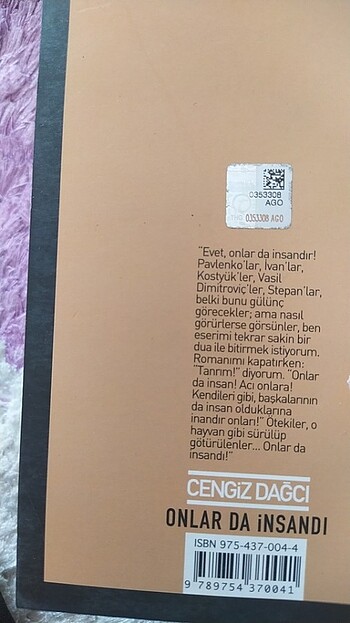 0353308
AGO
0353308 AGO
"Evet, onlar da insandır!
Pavlenko'lar, İvan'lar,
Kostyük'ler, Vasil
Dimitroviç'ler, Stepan'lar,
belki bunu gülünç
görecekler; ama nasıl
görürlerse görsünler, ben
eserimi tekrar sakin bir
dua ile bitirmek istiyorum.
Romanımı kapatırken:
"Tanrım!" diyorum. "Onlar
da insan! Acı onlara!
Kendileri gibi, başkalarının
da insan olduklarına
inandır onları!" Ötekiler, o
hayvan gibi sürülüp
götürülenler... Onlar da
insandı!"
CENGİZ DAĞCI
ONLAR DA İNSANDI
ISBN 975-437-004-4
9 789754 370041